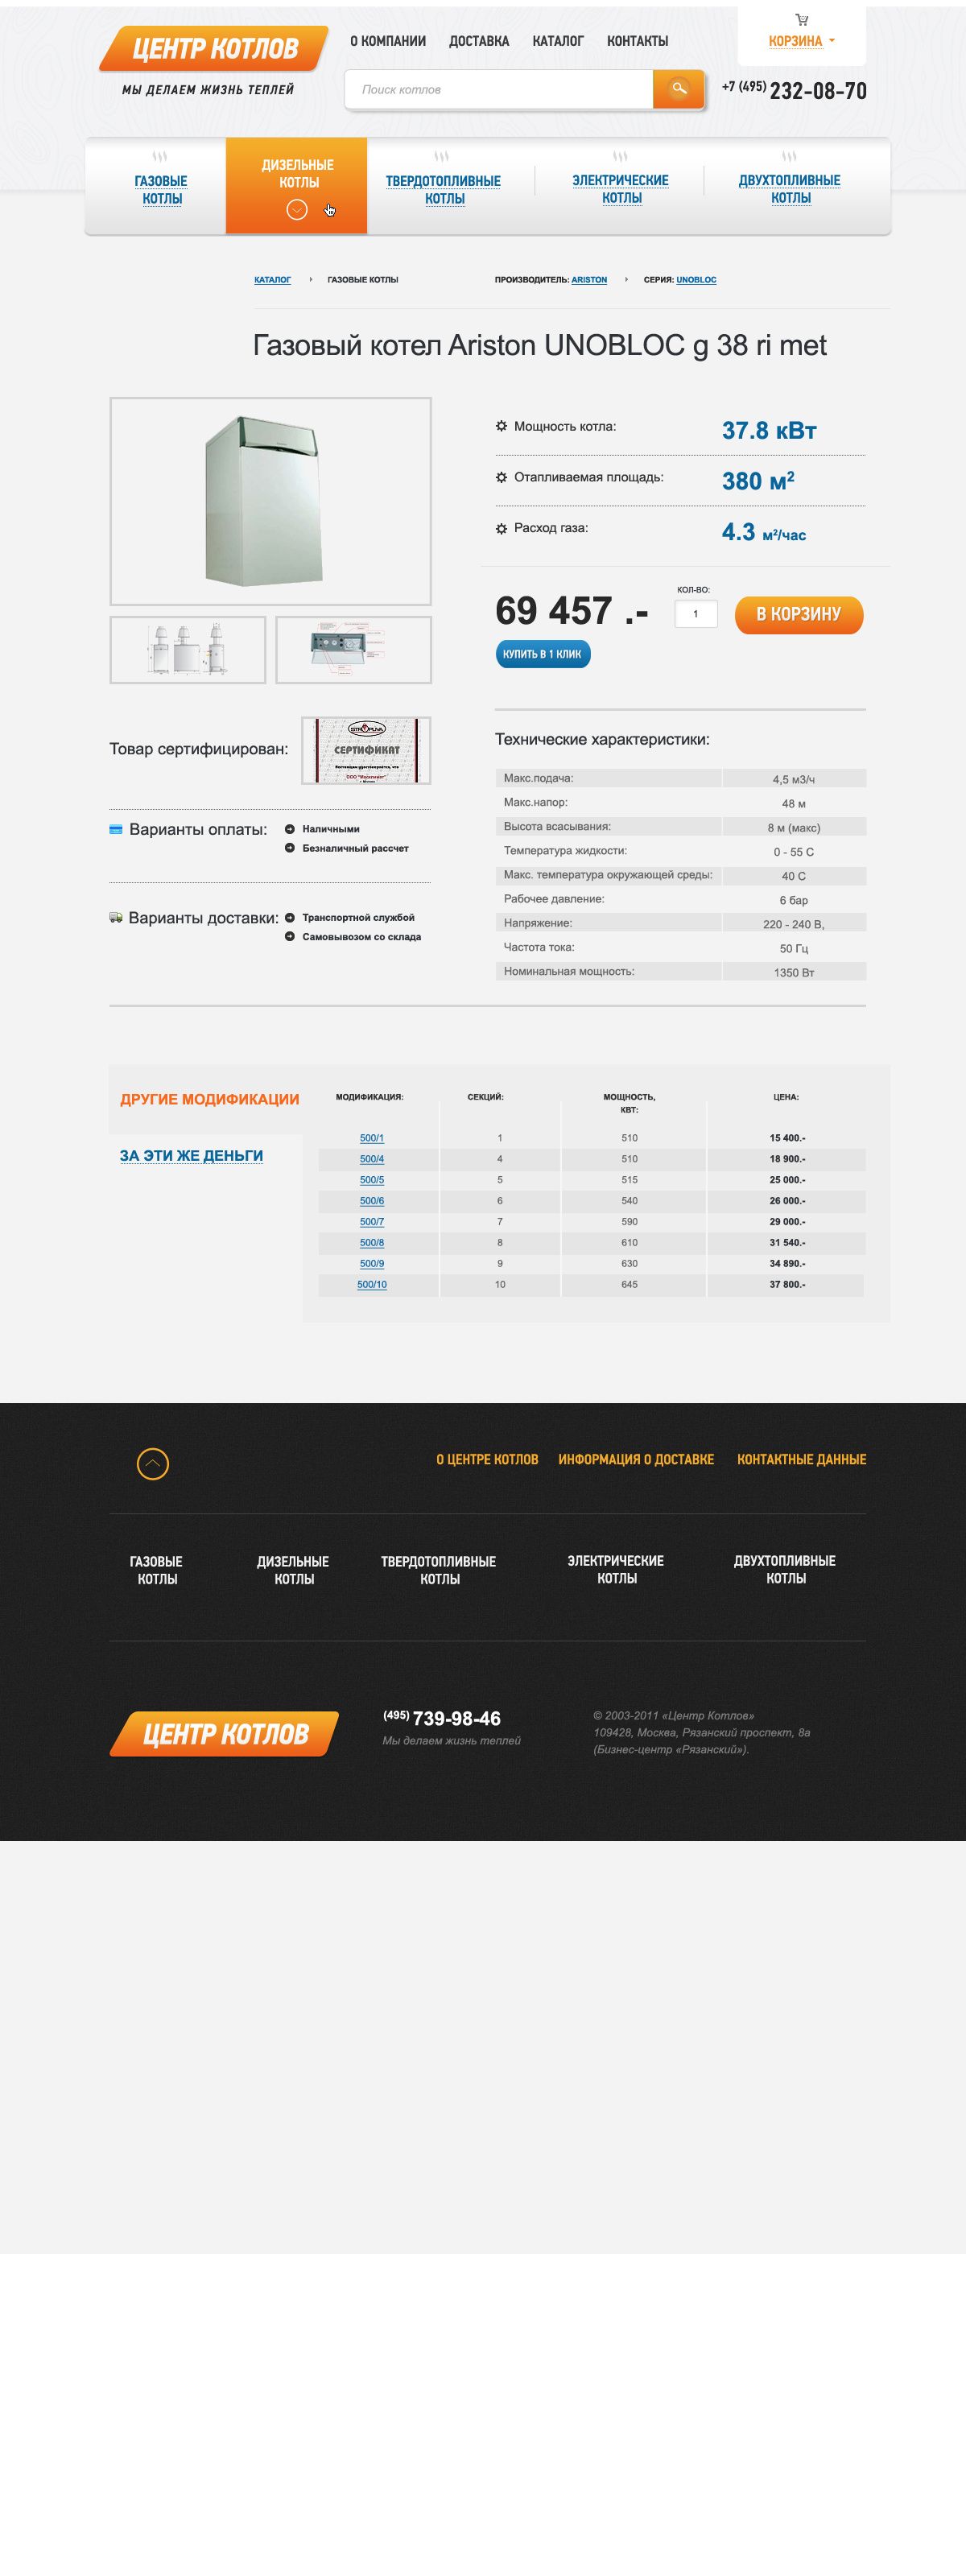 ЦЕНТР КОТЛОВ
МЫ ДЕЛАЕМ ЖИЗНЬ ТЕПЛЕЙ
О КОМПАНИИ ДОСТАВКА КАТАЛОГ КОНТАКТЫ
КОРЗИНА
Поиск котлов
+7 (495) 232-08-70
ГАЗОВЫЕ
КОТЛЫ
ДИЗЕЛЬНЫЕ
КОТЛЫ
ТВЕРДОТОПЛИВНЫЕ
КОТЛЫ
ЭЛЕКТРИЧЕСКИЕ
КОТЛЫ
ДВУХТОПЛИВНЫЕ
КОТЛЫ
КАТАЛОГ ГАЗОВЫЕ КОТЛЫ ПРОИЗВОДИТЕЛЬ: ARISTON СЕРИЯ: UNOBLOC
Газовый котел Ariston UNOBLOC g 38 ri met
Мощность котла: 37.8 кВт
Отапливаемая площадь: 380 м²
Расход газа: 4.3 м²/час
69 457 .-
КОЛ-ВО:
1
В КОРЗИНУ
КУПИТЬ В 1 КЛИК
Товар сертифицирован:
STROPUVA
СЕРТИФИКАТ
Варианты оплаты:
Наличными
Безналичный рассчет
Варианты доставки:
Транспортной службой
Самовывозом со склада
Технические характеристики:
Макс.подача: 4,5 м3/ч
Макс.напор: 48 м
Высота всасывания: 8 м (макс)
Температура жидкости: 0 - 55 С
Макс. температура окружающей среды: 40 С
Рабочее давление: 6 бар
Напряжение: 220 - 240 В,
Частота тока: 50 Гц
Номинальная мощность: 1350 Вт
ДРУГИЕ МОДИФИКАЦИИ
ЗА ЭТИ ЖЕ ДЕНЬГИ
МОДИФИКАЦИЯ: СЕКЦИЙ: МОЩНОСТЬ, ЦЕНА:
КВТ:
500/1 1 510 15 400.-
500/4 4 510 18 900.-
500/5 5 515 25 000.-
500/6 6 540 26 000.-
500/7 7 590 29 000.-
500/8 8 610 31 540.-
500/9 9 630 34 890.-
500/10 10 645 37 800.-
О ЦЕНТРЕ КОТЛОВ ИНФОРМАЦИЯ О ДОСТАВКЕ КОНТАКТНЫЕ ДАННЫЕ
ГАЗОВЫЕ
КОТЛЫ
ДИЗЕЛЬНЫЕ
КОТЛЫ
ТВЕРДОТОПЛИВНЫЕ
КОТЛЫ
ЭЛЕКТРИЧЕСКИЕ
КОТЛЫ
ДВУХТОПЛИВНЫЕ
КОТЛЫ
ЦЕНТР КОТЛОВ
(495) 739-98-46
Мы делаем жизнь теплей
© 2003-2011 «Центр Котлов»
109428, Москва, Рязанский проспект, 8а
(Бизнес-центр «Рязанский»).